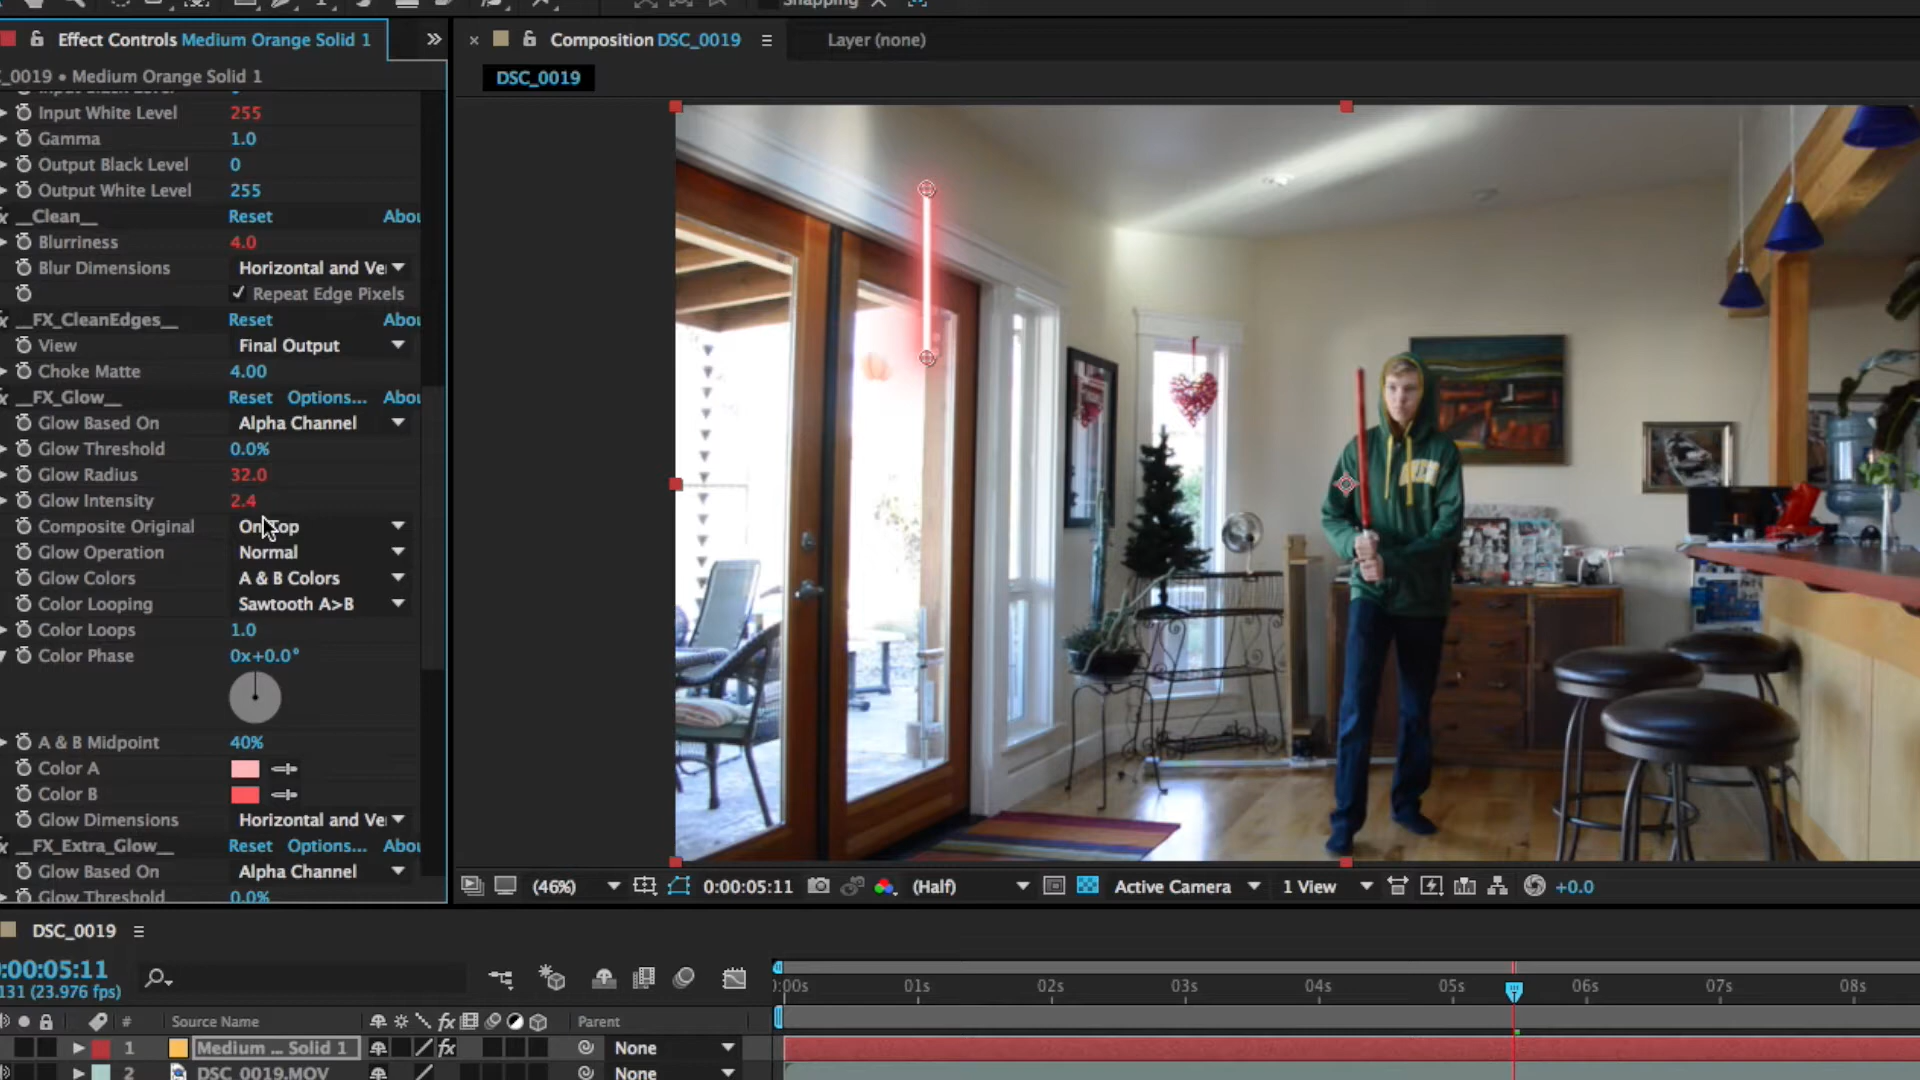 Snapping
Effect Controls Medium Orange Solid 1
Composition DSC_0019
Layer (none)
_0019 • Medium Orange Solid 1
DSC_0019
Input White Level 255
Gamma 1.0
Output Black Level 0
Output White Level 255
__Clean__ Reset Abou
Blurriness 4.0
Blur Dimensions Horizontal and Ve
Repeat Edge Pixels
__FX_CleanEdges__ Reset Abou
View Final Output
Choke Matte 4.00
__FX_Glow__ Reset Options... Abou
Glow Based On Alpha Channel
Glow Threshold 0.0%
Glow Radius 32.0
Glow Intensity 2.4
Composite Original On Top
Glow Operation Normal
Glow Colors A & B Colors
Color Looping Sawtooth A>B
Color Loops 1.0
Color Phase 0x+0.0°
A & B Midpoint 40%
Color A
Color B
Glow Dimensions Horizontal and Ve
__FX_Extra_Glow__ Reset Options... Abou
Glow Based On Alpha Channel
Glow Threshold 0.0%
(46%) 0:00:05:11 (Half) Active Camera 1 View +0.0
DSC_0019
:00:05:11
131 (23.976 fps)
):00s 01s 02s 03s 04s 05s 06s 07s 08s
# Source Name Parent
1 Medium ... Solid 1 None
2 DSC_0019.MOV None